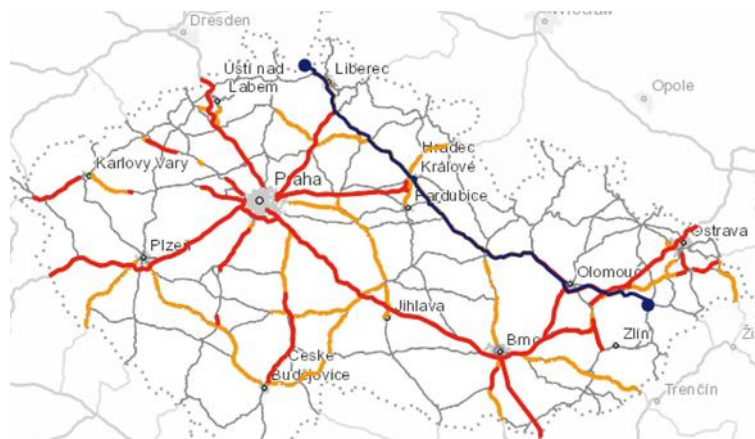 Dresden
Ústí nad
Labem
Liberec
Opole
Karlovy Vary
Praha
Hradec
Králové
Pardubice
Plzeň
Ostrava
Olomouc
Jihlava
Brno
Zlín
České
Budějovice
Trenčín